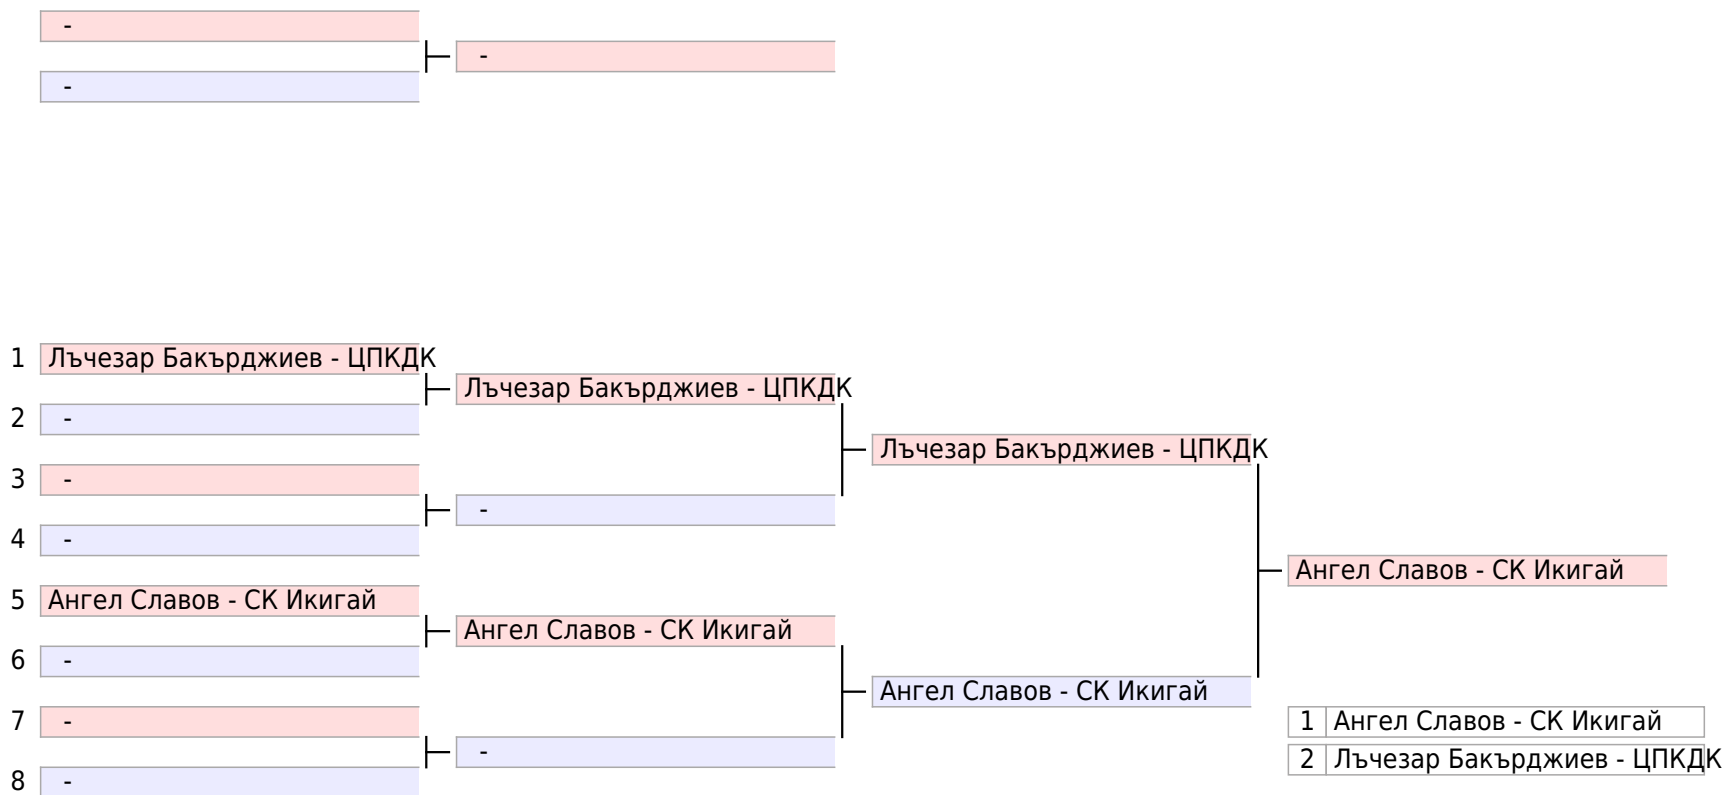 -
-
-
1 Лъчезар Бакърджиев - ЦПКДК
Лъчезар Бакърджиев - ЦПКДК
2 -
Лъчезар Бакърджиев - ЦПКДК
3 -
-
4 -
Ангел Славов - СК Икигай
5 Ангел Славов - СК Икигай
Ангел Славов - СК Икигай
6 -
Ангел Славов - СК Икигай
7 -
1 Ангел Славов - СК Икигай
-
2 Лъчезар Бакърджиев - ЦПКДК
8 -